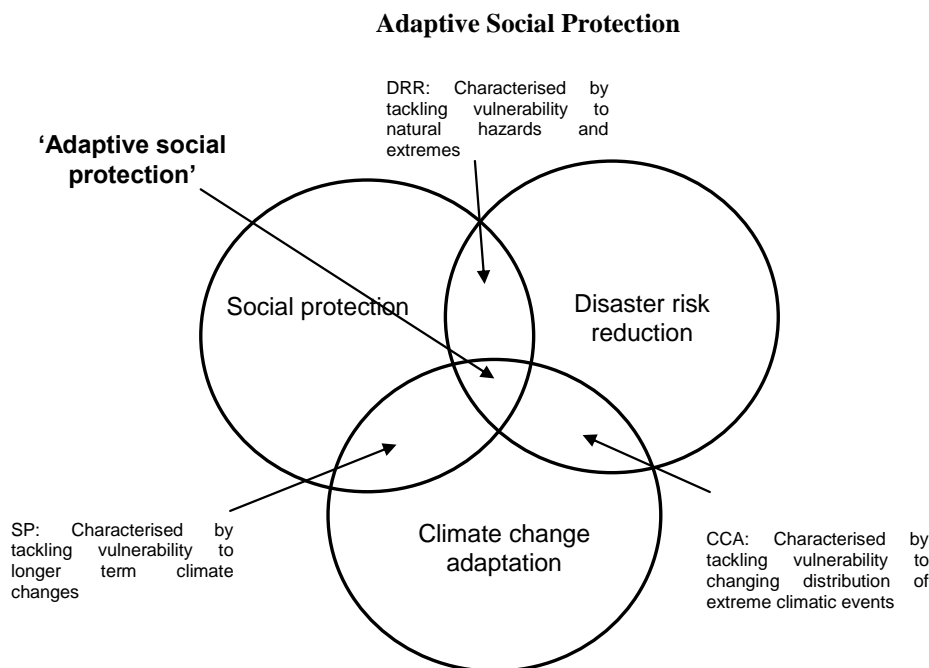 Adaptive Social Protection
DRR: Characterised by
tackling vulnerability to
natural hazards and
extremes
‘Adaptive social
protection’
Social protection
Disaster risk
reduction
SP: Characterised by
tackling vulnerability to
longer term climate
changes
Climate change
adaptation
CCA: Characterised by
tackling vulnerability to
changing distribution of
extreme climatic events